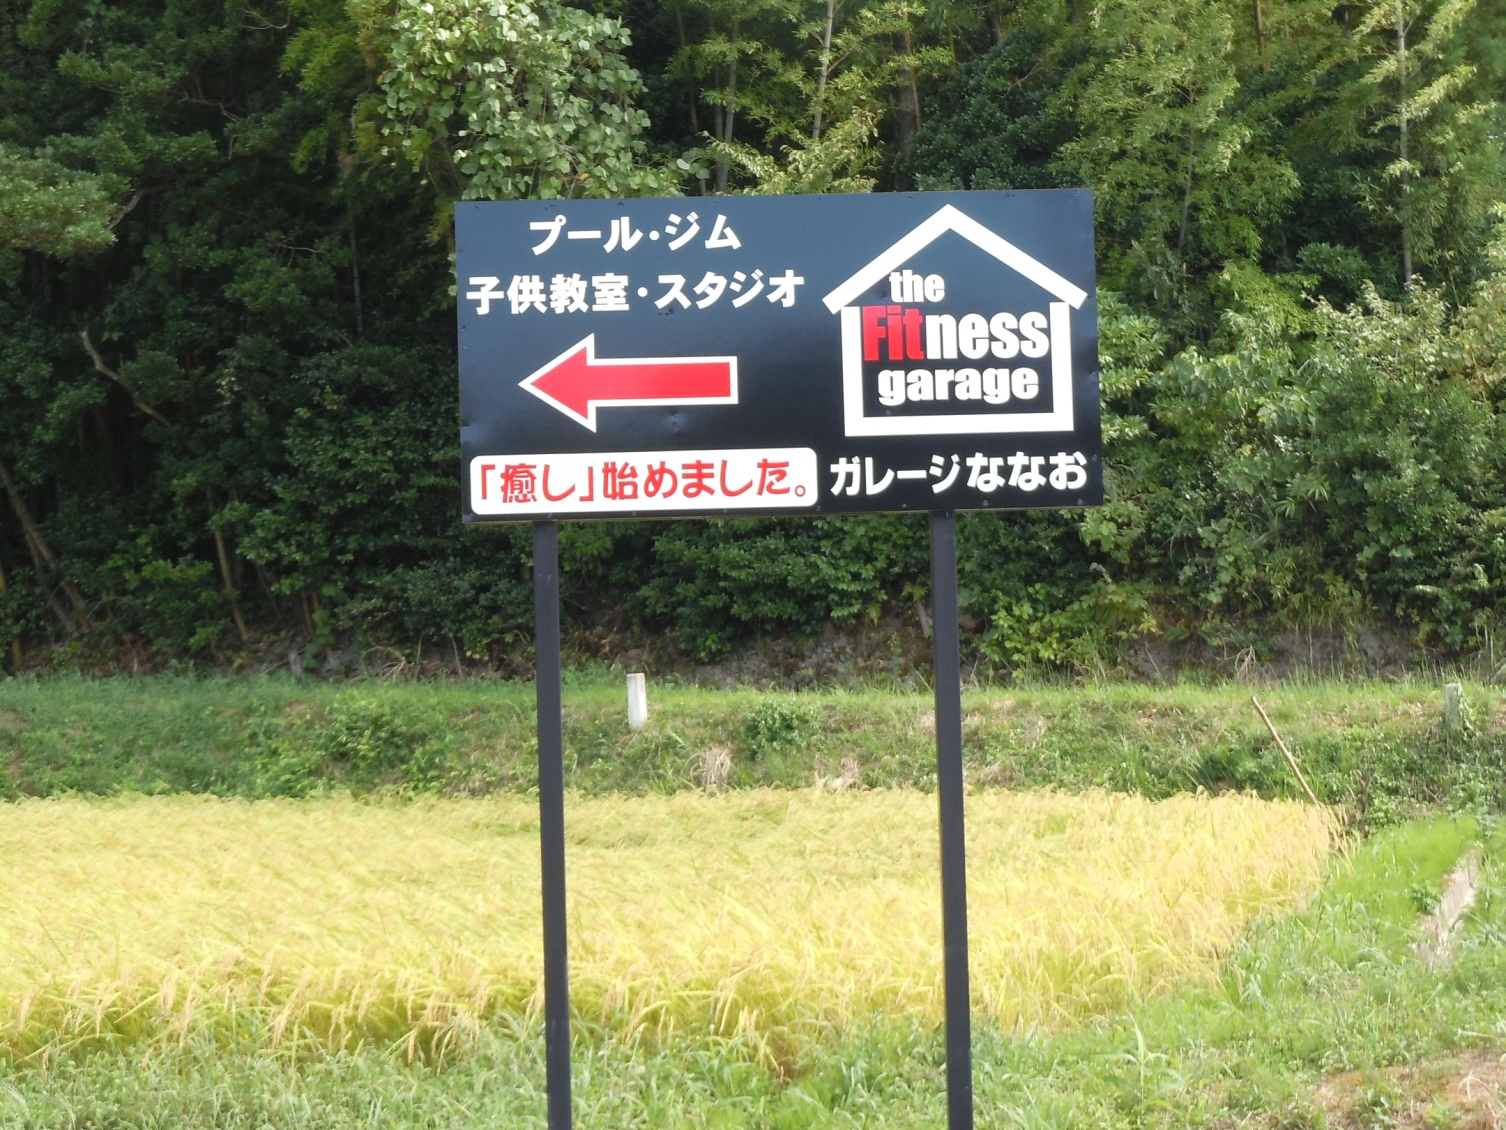 プール・ジム
子供教室・スタジオ
「癒し」始めました。
the
Fitness
garage
ガレージななお